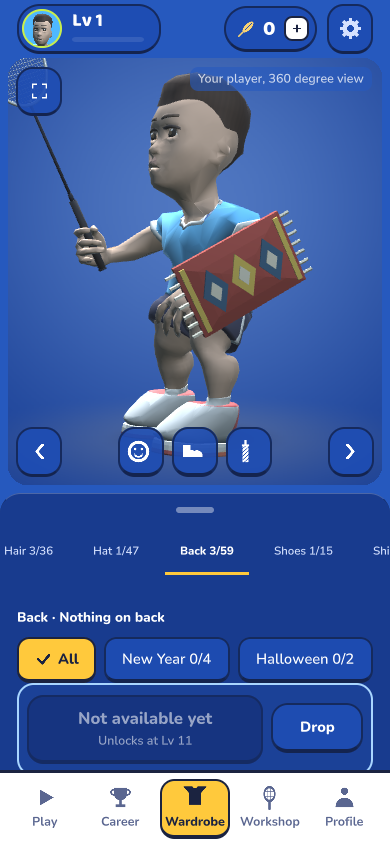 Lv 1
0
+
Your player, 360 degree view
Hair 3/36
Hat 1/47
Back 3/59
Shoes 1/15
Shi
Back · Nothing on back
All
New Year 0/4
Halloween 0/2
Not available yet
Unlocks at Lv 11
Drop
Play
Career
Wardrobe
Workshop
Profile